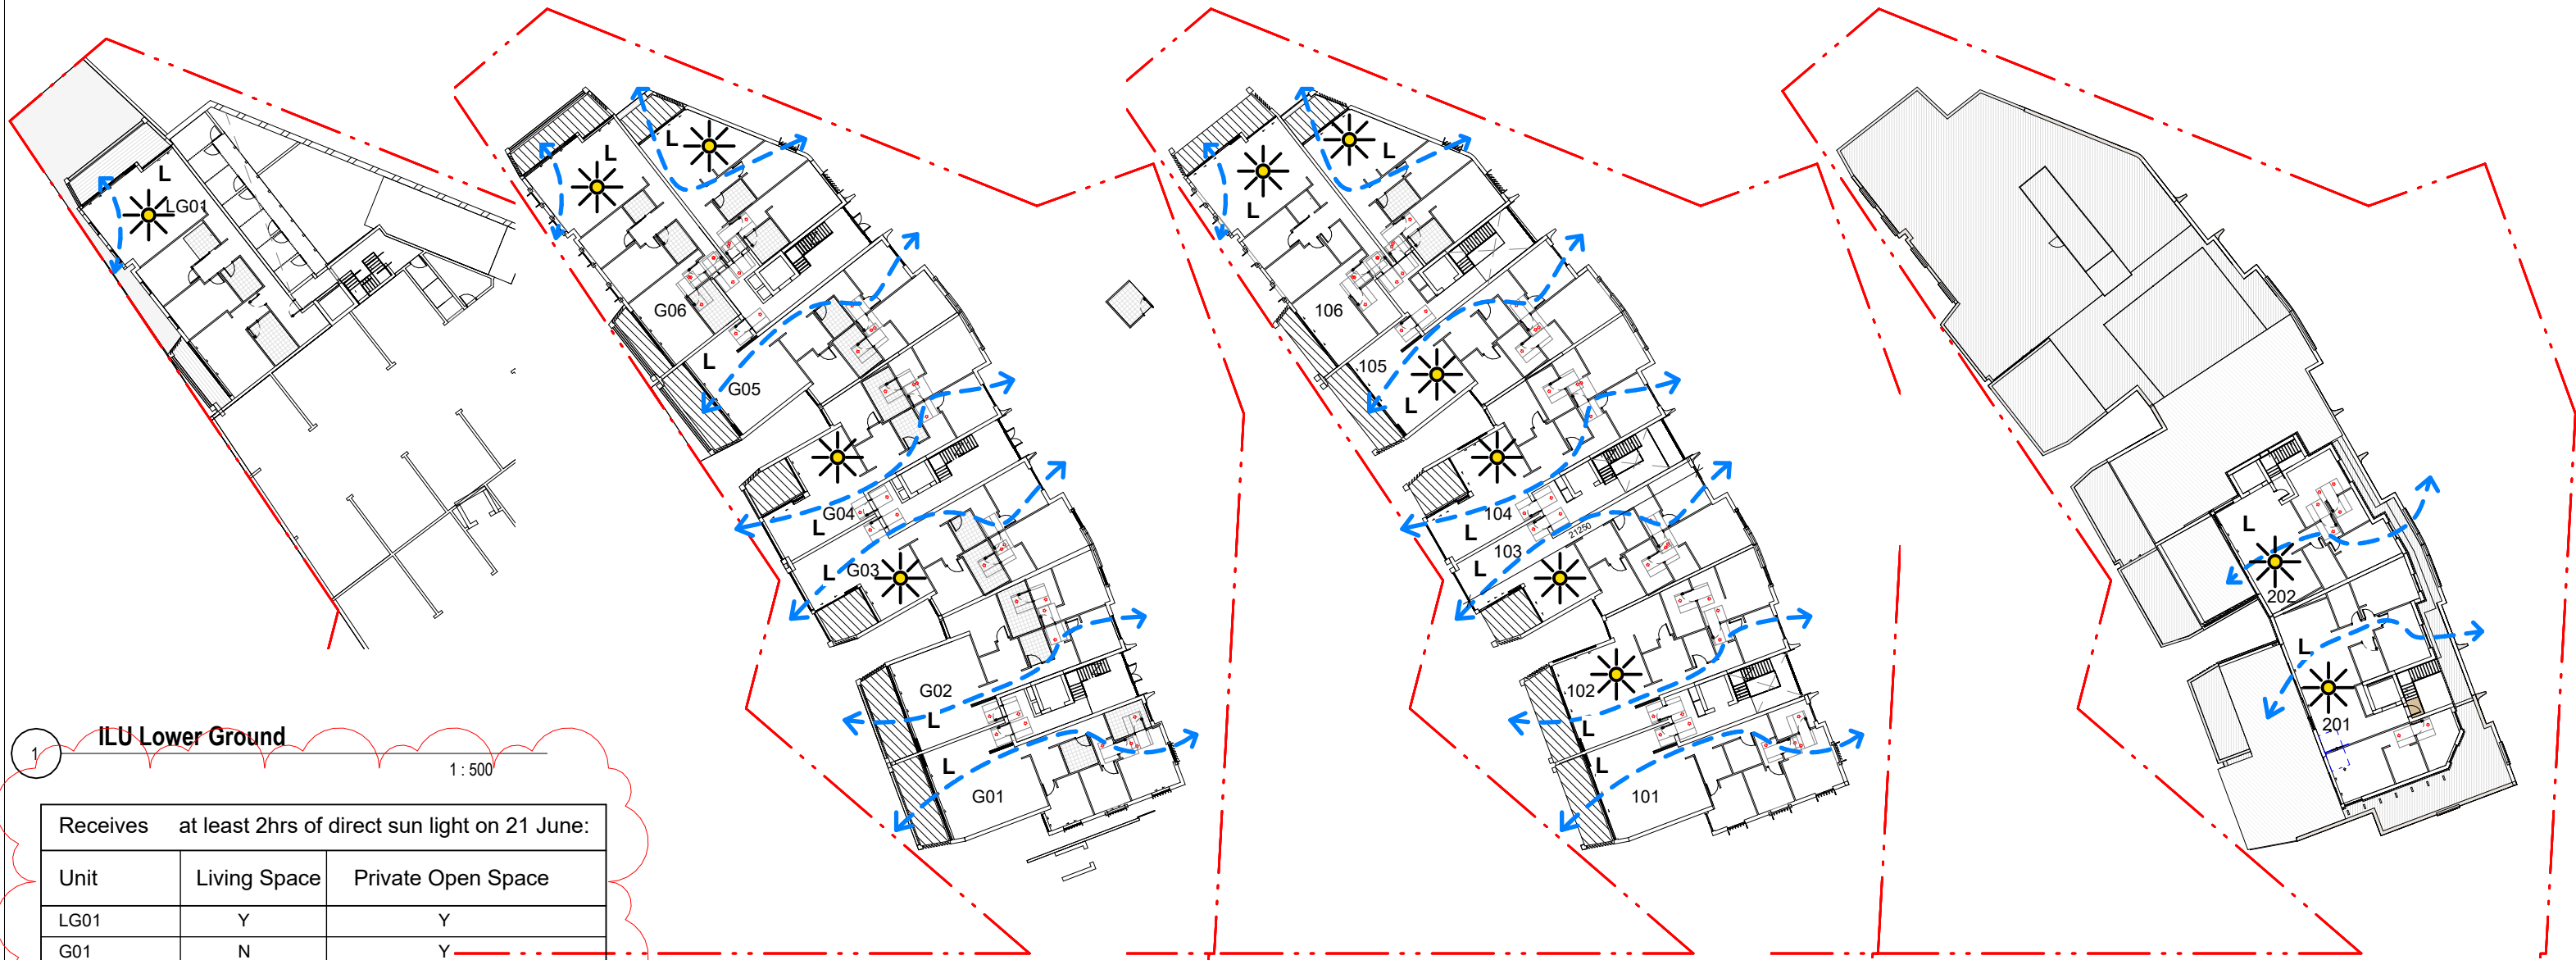 L
LG01
L
L
G06
L
G05
G04
L
L G03
G02
L
L
G01
L
L
106
105
L
104
L
21250
103
L
102
L
L
101
L
202
L
201
1
ILU Lower Ground
1 : 500
Receives at least 2hrs of direct sun light on 21 June:
Unit Living Space Private Open Space
LG01 Y Y
G01 N Y